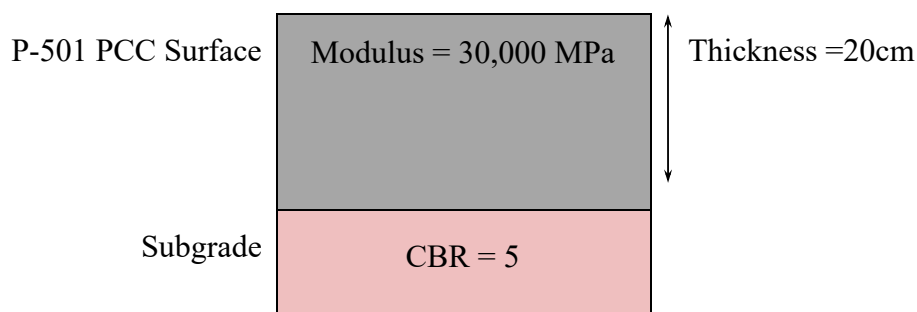 P-501 PCC Surface
Modulus = 30,000 MPa
Thickness =20cm
Subgrade
CBR = 5